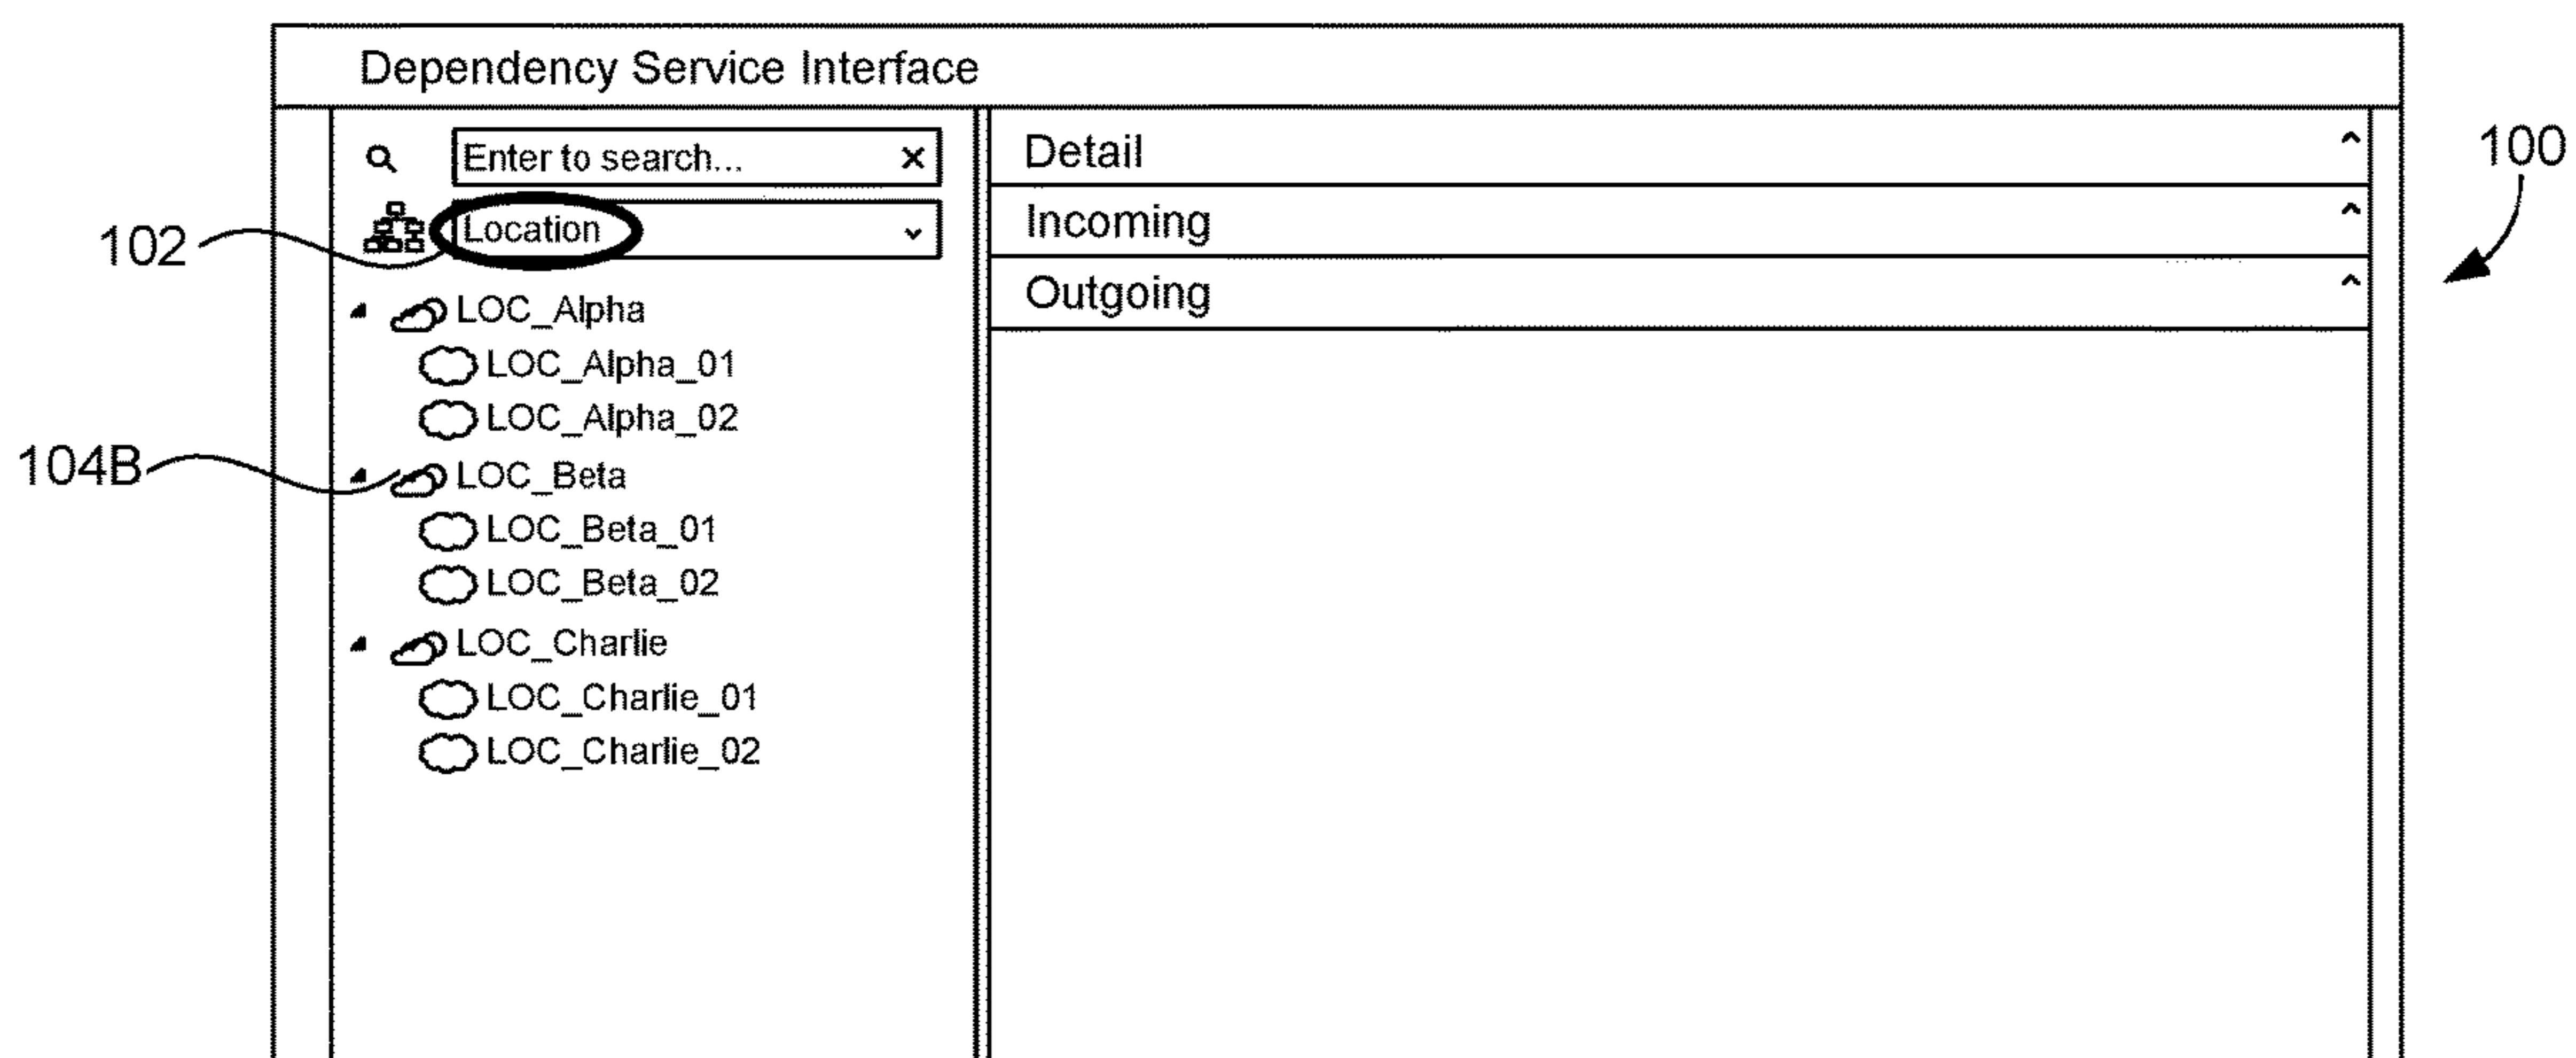 Dependency Service Interface
Enter to search...
Location
LOC_Alpha
LOC_Alpha_01
LOC_Alpha_02
LOC_Beta
LOC_Beta_01
LOC_Beta_02
LOC_Charlie
LOC_Charlie_01
LOC_Charlie_02
Detail
Incoming
Outgoing
100
102
104B